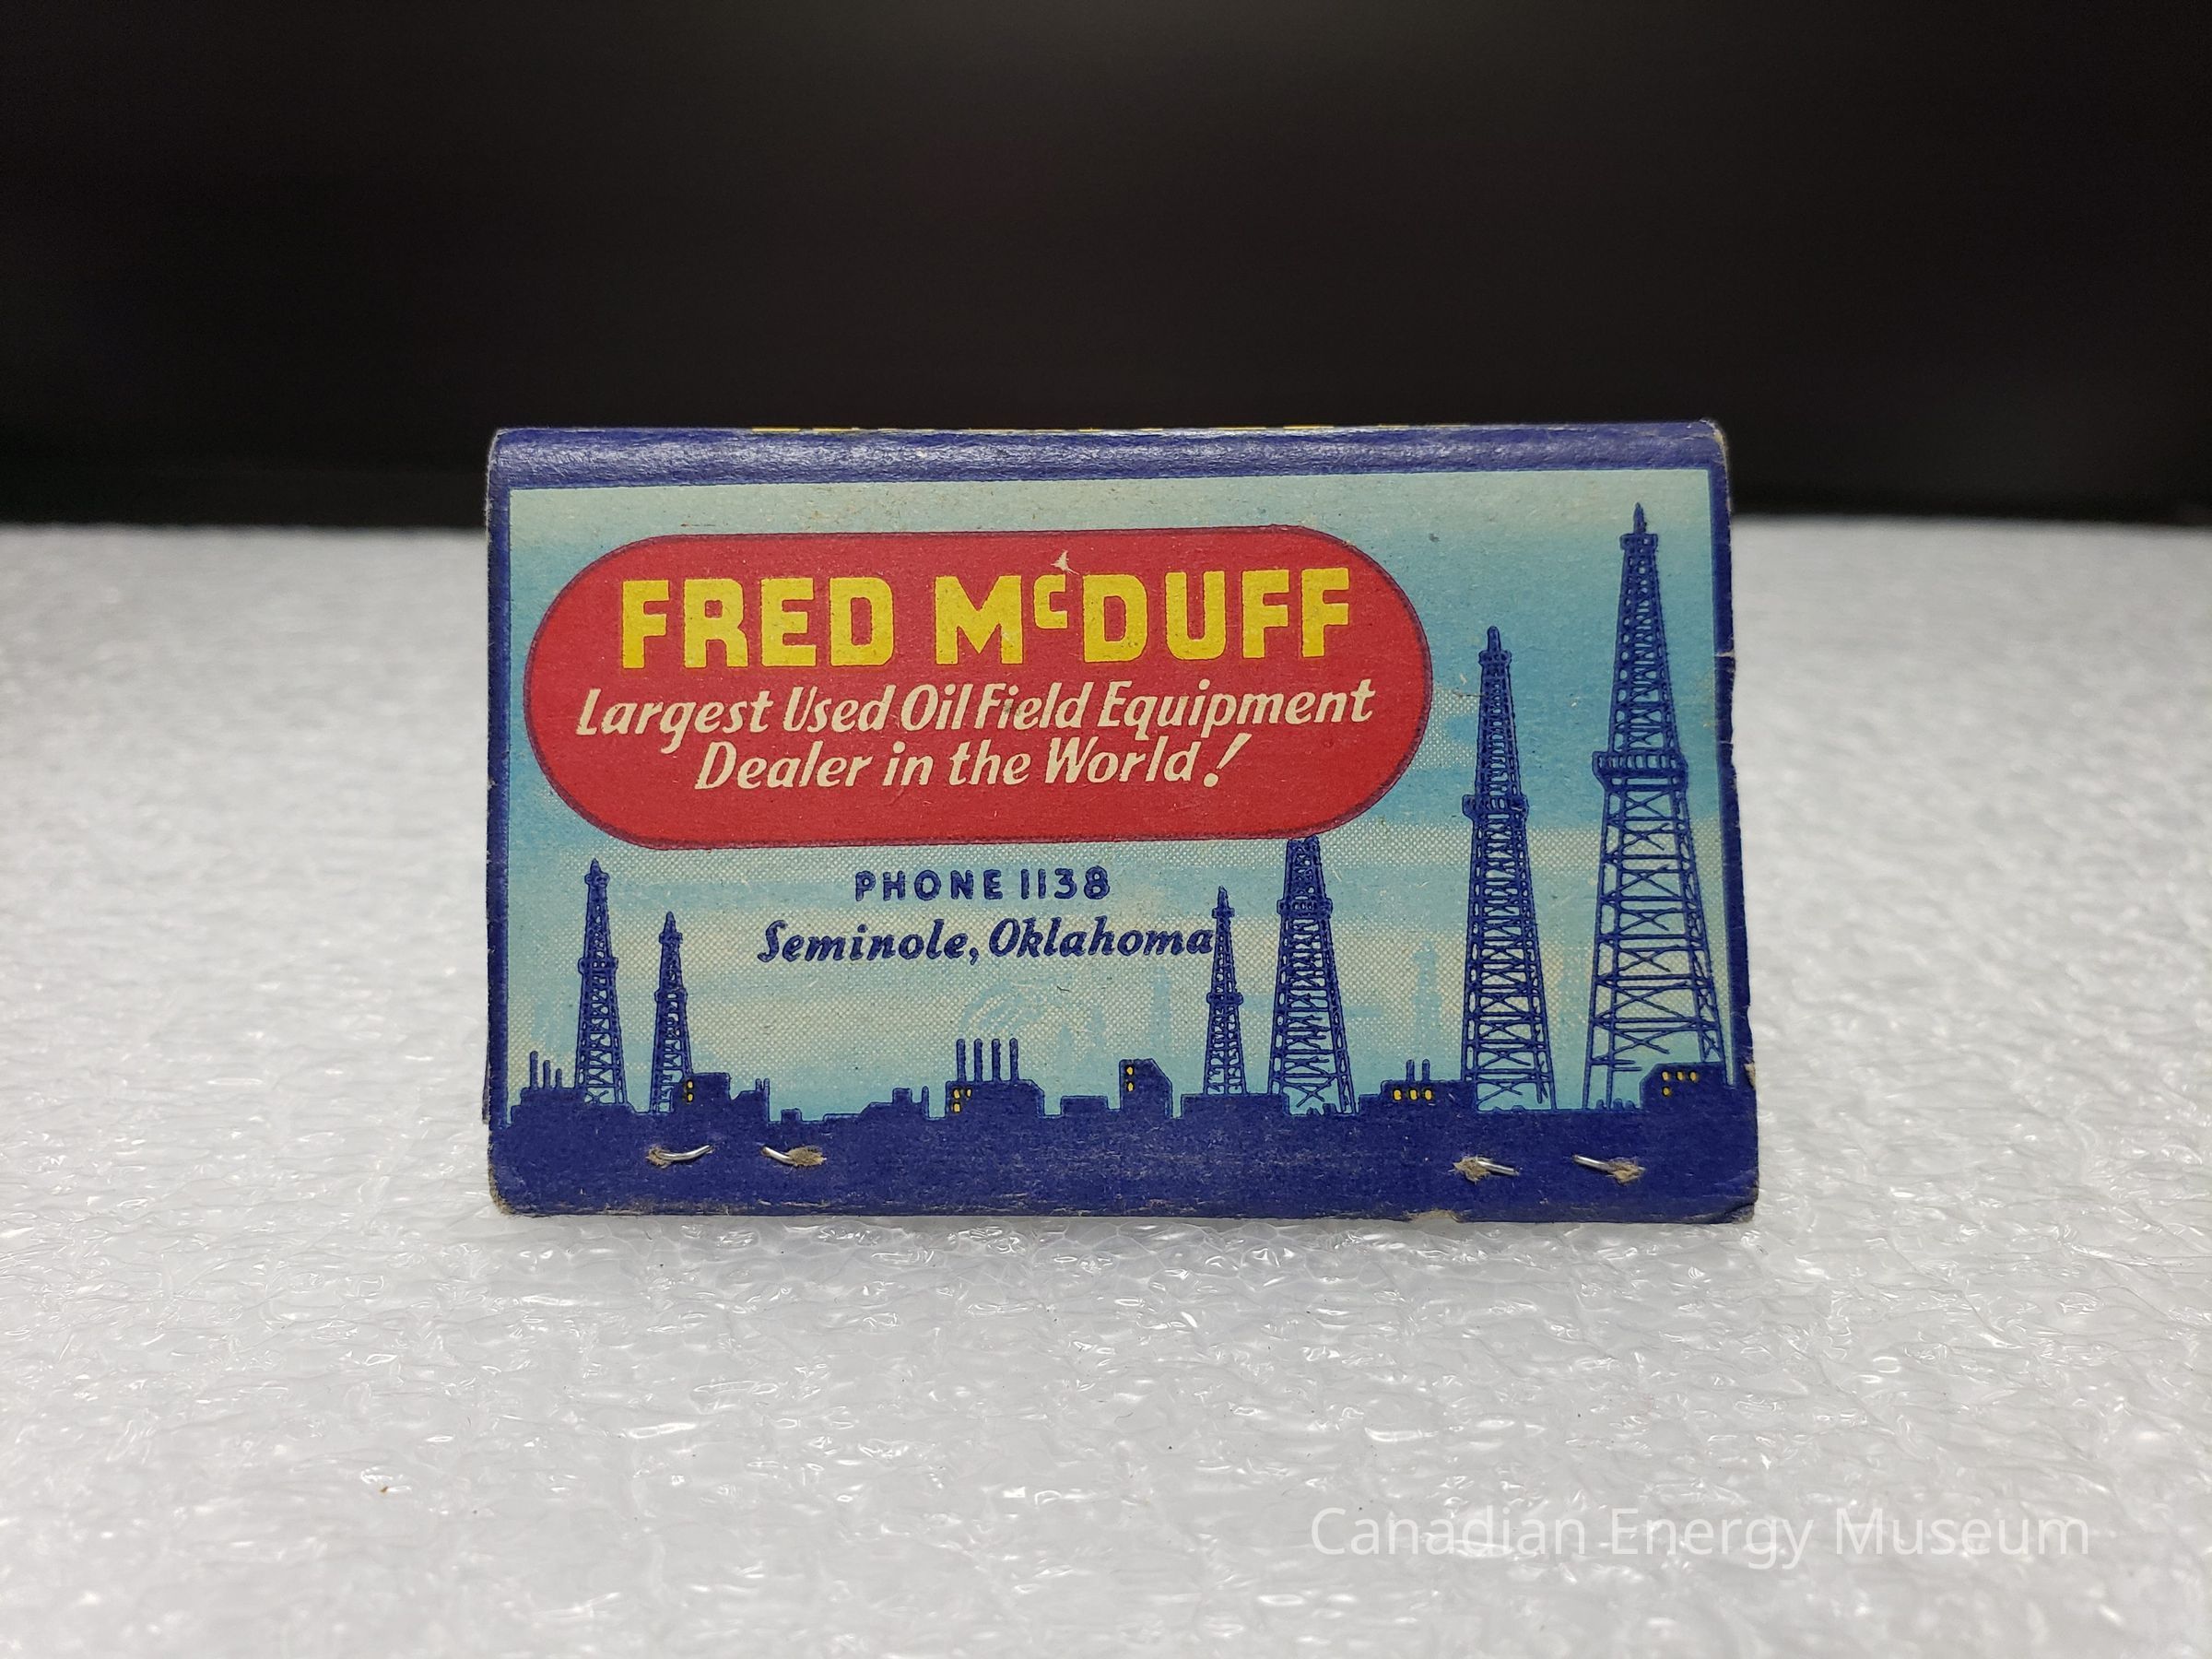 FRED McDUFF
Largest Used Oil Field Equipment
Dealer in the World!
PHONE 1138
Seminole, Oklahoma
Canadian Energy Museum